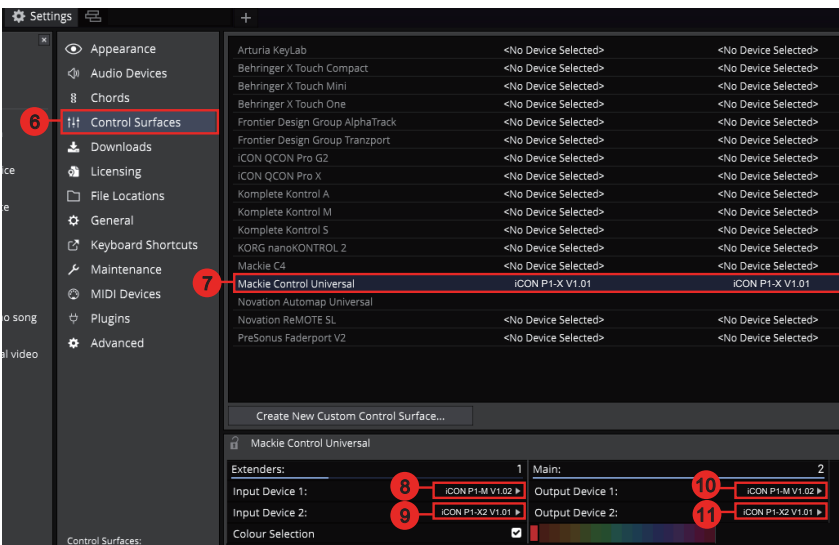 Settings +
Appearance
Audio Devices
Chords
6 Control Surfaces
Downloads
ice Licensing
File Locations
te General
Keyboard Shortcuts
Maintenance
MIDI Devices
no song Plugins
al video Advanced
Arturia KeyLab <No Device Selected> <No Device Selected>
Behringer X Touch Compact <No Device Selected> <No Device Selected>
Behringer X Touch Mini <No Device Selected> <No Device Selected>
Behringer X Touch One <No Device Selected> <No Device Selected>
Frontier Design Group AlphaTrack <No Device Selected> <No Device Selected>
Frontier Design Group Tranzport <No Device Selected> <No Device Selected>
iCON QCON Pro G2 <No Device Selected> <No Device Selected>
iCON QCON Pro X <No Device Selected> <No Device Selected>
Komplete Kontrol A <No Device Selected> <No Device Selected>
Komplete Kontrol M <No Device Selected> <No Device Selected>
Komplete Kontrol S <No Device Selected> <No Device Selected>
KORG nanoKONTROL 2 <No Device Selected> <No Device Selected>
Mackie C4 <No Device Selected> <No Device Selected>
7 Mackie Control Universal iCON P1-X V1.01 iCON P1-X V1.01
Novation Automap Universal
Novation ReMOTE SL <No Device Selected> <No Device Selected>
PreSonus Faderport V2 <No Device Selected> <No Device Selected>
Create New Custom Control Surface...
Mackie Control Universal
Extenders: 1 Main: 2
Input Device 1: 8 iCON P1-M V1.02 Output Device 1: 10 iCON P1-M V1.02
Input Device 2: 9 iCON P1-X2 V1.01 Output Device 2: 11 iCON P1-X2 V1.01
Colour Selection
Control Surfaces: